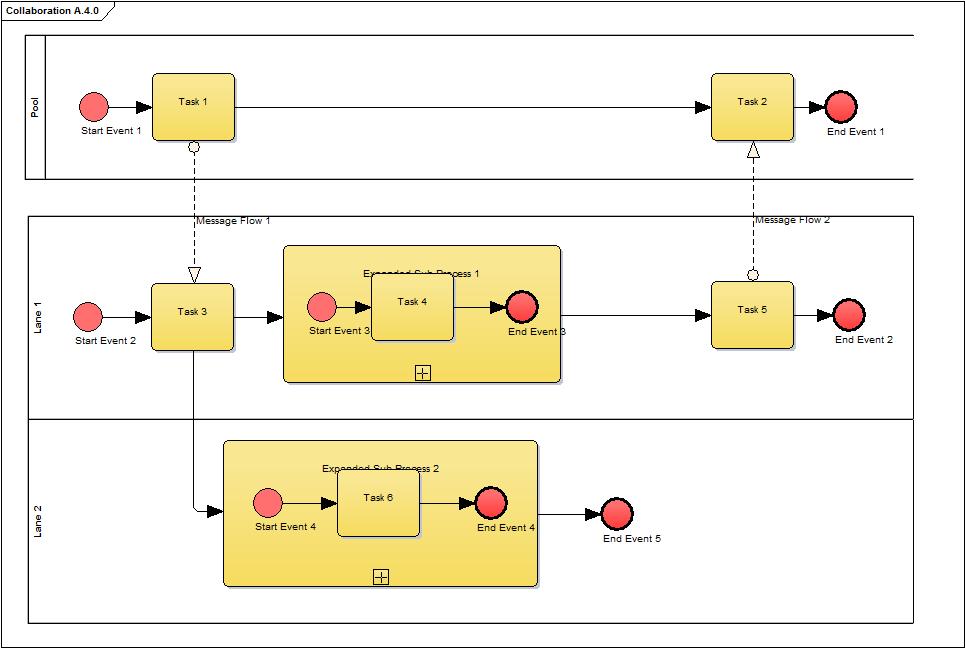 Collaboration A.4.0
Pool
Task 1
Task 2
Start Event 1
End Event 1
Message Flow 1
Message Flow 2
Lane 1
Expanded Sub Process 1
Task 3
Task 4
Task 5
Start Event 2
Start Event 3
End Event 3
End Event 2
Lane 2
Expanded Sub Process 2
Task 6
Start Event 4
End Event 4
End Event 5